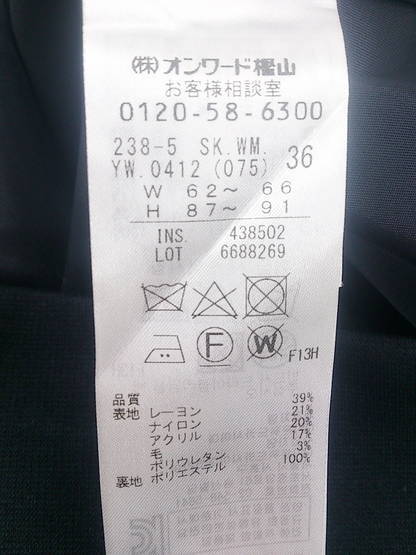 (株)オンワード樫山
お客様相談室
0120-58-6300
238-5 SK.WM.
YW.0412 (075) 36
W 62～ 66
H 87～ 91
INS. 438502
LOT 6688269
F W F13H
品質
表地 レーヨン 39%
ナイロン 21%
アクリル 20%
毛 17%
ポリウレタン 3%
裏地 ポリエステル 100%